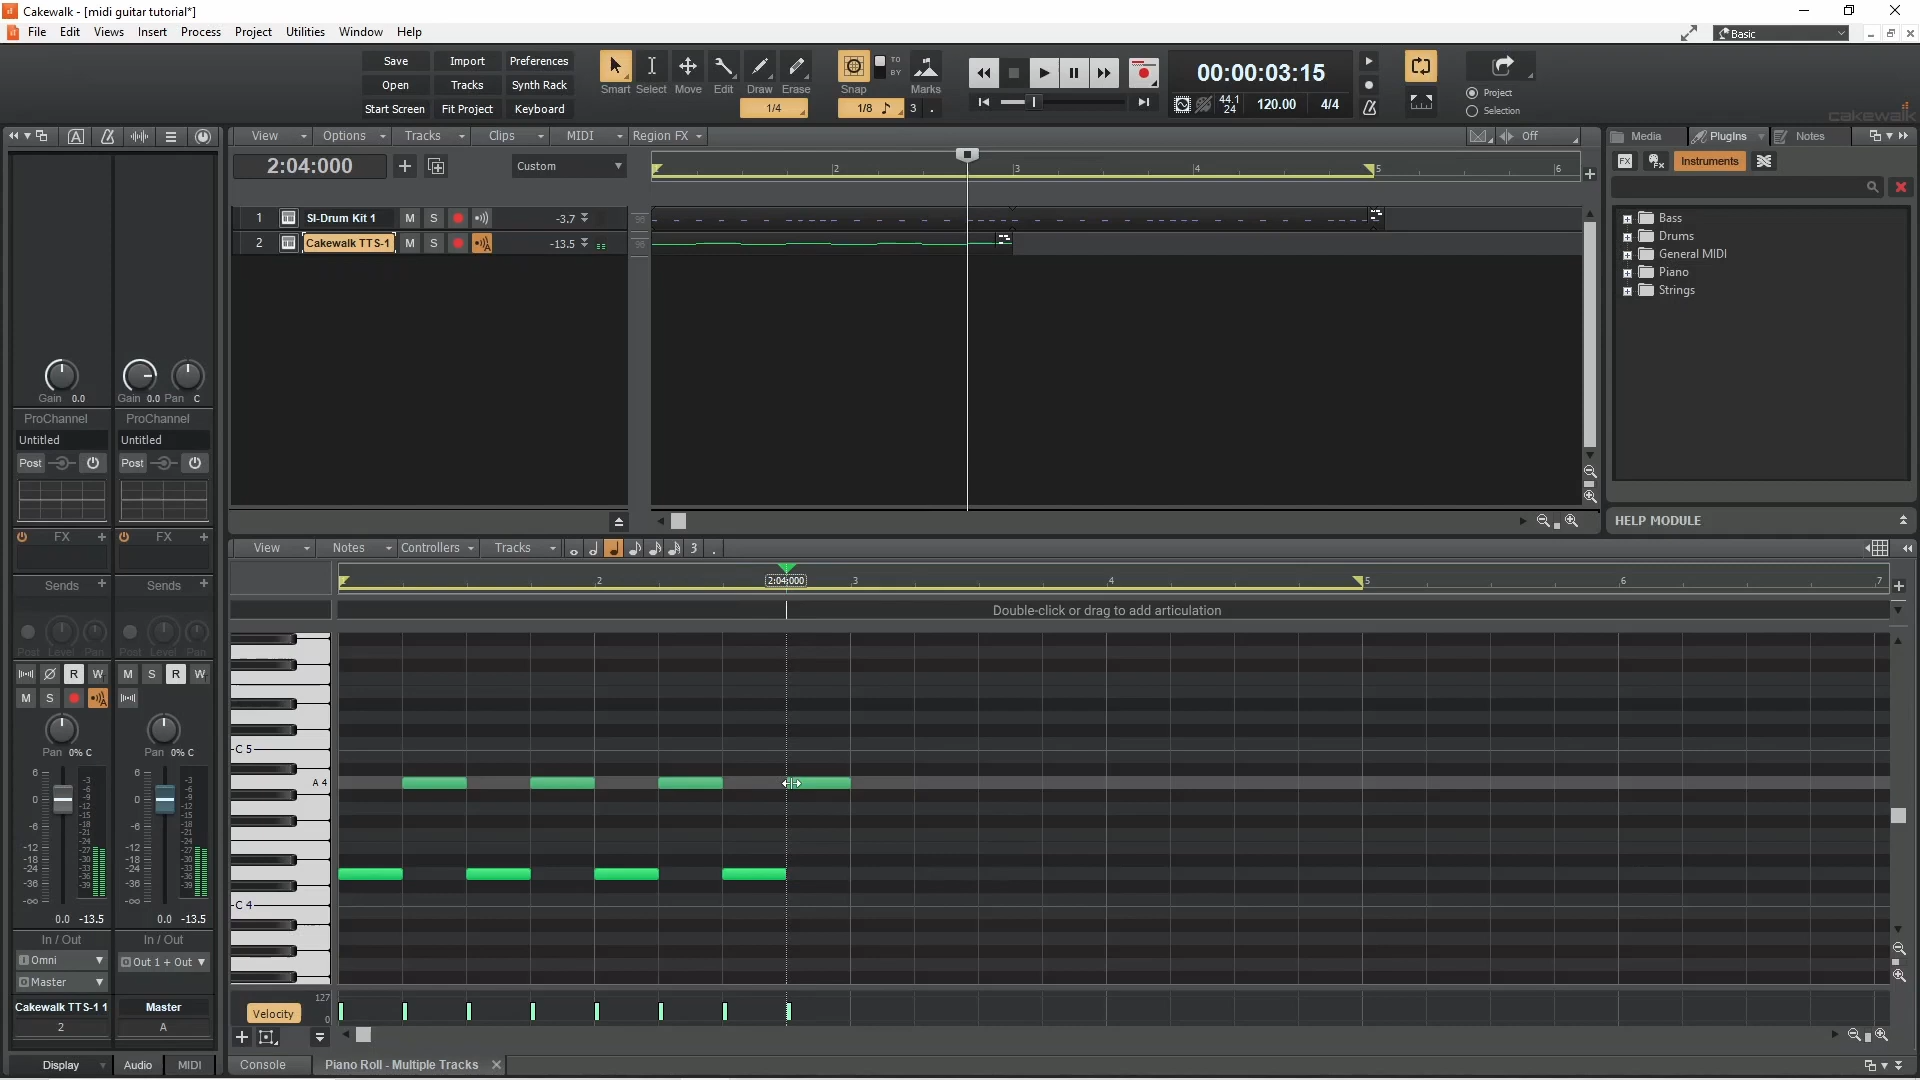 Cakewalk - [midi guitar tutorial*]
File Edit Views Insert Process Project Utilities Window Help
Basic
Save Import Preferences
Open Tracks Synth Rack
Start Screen Fit Project Keyboard
Smart Select Move Edit Draw Erase Snap Marks
TO
BY
1/4 1/8 3 .
00:00:03:15
44.1
24
120.00 4/4
Project
Selection
cakewalk
View Options Tracks Clips MIDI Region FX Off
Media PlugIns Notes
2:04:000 Custom
2 3 4 5 6
Instruments
1 SI-Drum Kit 1 M S -3.7 96
2 Cakewalk TTS-1 M S -13.5 96
Bass
Drums
General MIDI
Piano
Strings
HELP MODULE
Gain 0.0 Gain 0.0 Pan C
ProChannel ProChannel
Untitled Untitled
Post Post
FX FX
Sends Sends
Post Level Pan Post Level Pan
R W M S R W
M S
Pan 0% C Pan 0% C
6 6
0 0
-6 -6
-12 -12
-18 -18
-24 -24
-36 -36
-∞ -∞
-3 -3
-6 -6
-9 -9
-12 -12
-15 -15
-18 -18
-21 -21
-24 -24
-27 -27
-30 -30
-33 -33
-36 -36
-39 -39
0.0 -13.5 0.0 -13.5
In / Out In / Out
Omni Out 1 + Out
Master
Cakewalk TTS-1 1 Master
2 A
Display Audio MIDI
View Notes Controllers Tracks 3 .
2 2:04:000 3 4 5 6 7
Double-click or drag to add articulation
C 5
A 4
C 4
127
Velocity 0
Console Piano Roll - Multiple Tracks